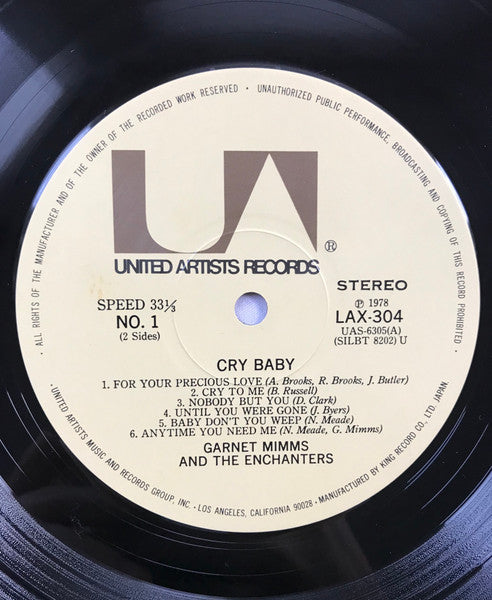 · ALL RIGHTS OF THE MANUFACTURER AND OF THE OWNER OF THE RECORDED WORK RESERVED · UNAUTHORIZED PUBLIC PERFORMANCE, BROADCASTING AND COPYING OF THIS RECORD PROHIBITED ·
UA®
UNITED ARTISTS RECORDS
SPEED 33⅓
NO. 1
(2 Sides)
STEREO
℗ 1978
LAX-304
UAS-6305(A)
(SILBT 8202) U
CRY BABY
1. FOR YOUR PRECIOUS LOVE (A. Brooks, R. Brooks, J. Butler)
2. CRY TO ME (B. Russell)
3. NOBODY BUT YOU (D. Clark)
4. UNTIL YOU WERE GONE (J. Byers)
5. BABY DON'T YOU WEEP (N. Meade)
6. ANYTIME YOU NEED ME (N. Meade, G. Mimms)
GARNET MIMMS
AND THE ENCHANTERS
UNITED ARTISTS MUSIC AND RECORDS GROUP, INC. · LOS ANGELES, CALIFORNIA 90028 · MANUFACTURED BY KING RECORD CO., LTD. JAPAN.